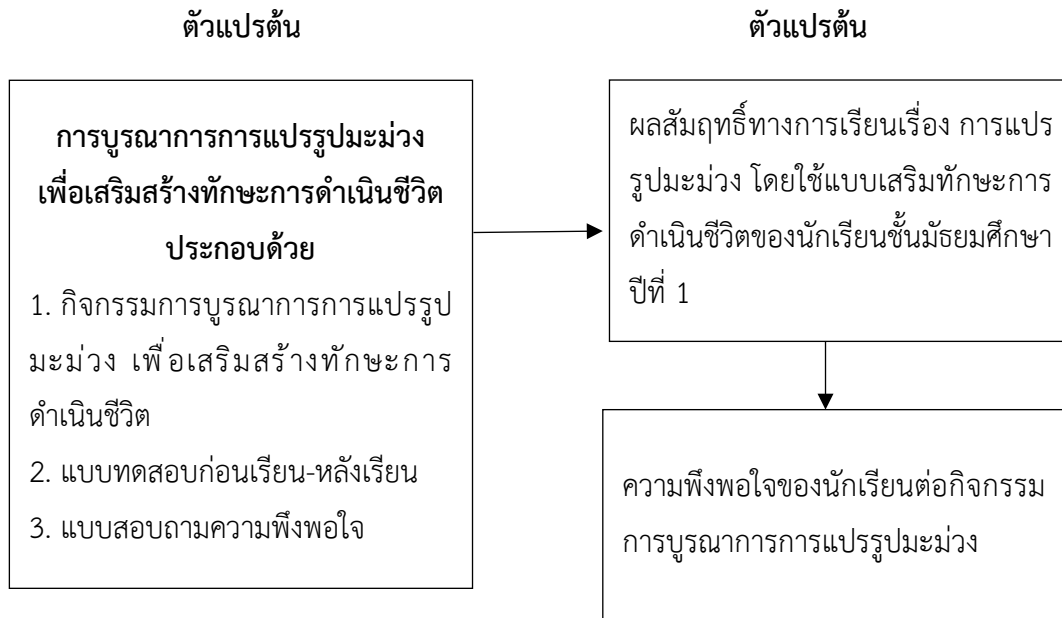 ตัวแปรต้น
ตัวแปรต้น
การบูรณาการการแปรรูปมะม่วง
เพื่อเสริมสร้างทักษะการดำเนินชีวิต
ประกอบด้วย
1. กิจกรรมการบูรณาการการแปรรูป
มะม่วง เพื่อเสริมสร้างทักษะการ
ดำเนินชีวิต
2. แบบทดสอบก่อนเรียน-หลังเรียน
3. แบบสอบถามความพึงพอใจ
ผลสัมฤทธิ์ทางการเรียนเรื่อง การแปร
รูปมะม่วง โดยใช้แบบเสริมทักษะการ
ดำเนินชีวิตของนักเรียนชั้นมัธยมศึกษา
ปีที่ 1
ความพึงพอใจของนักเรียนต่อกิจกรรม
การบูรณาการการแปรรูปมะม่วง